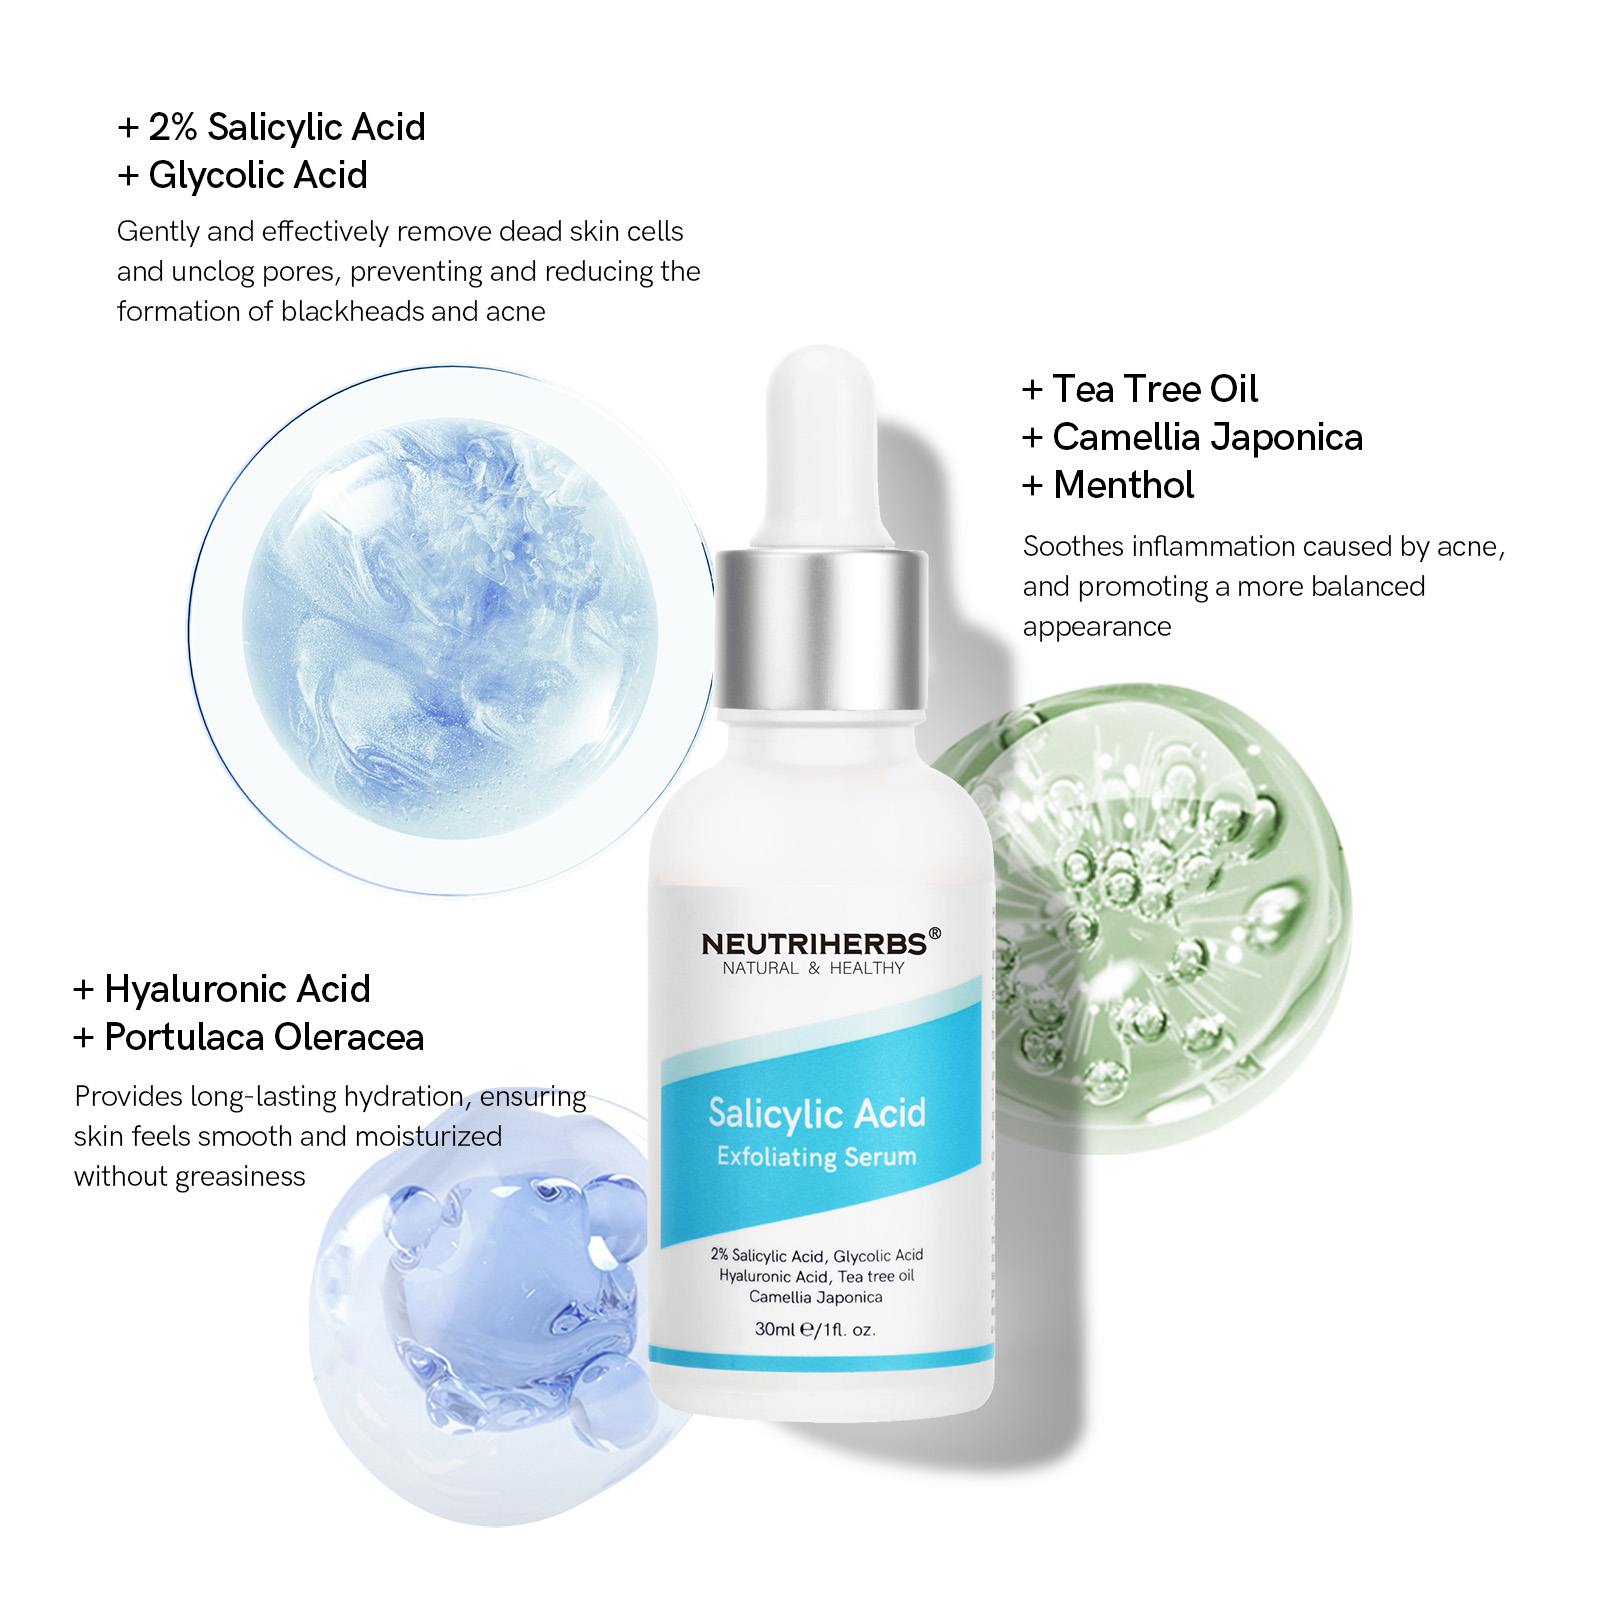 + 2% Salicylic Acid
+ Glycolic Acid
Gently and effectively remove dead skin cells
and unclog pores, preventing and reducing the
formation of blackheads and acne
+ Tea Tree Oil
+ Camellia Japonica
+ Menthol
Soothes inflammation caused by acne,
and promoting a more balanced
appearance
+ Hyaluronic Acid
+ Portulaca Oleracea
Provides long-lasting hydration, ensuring
skin feels smooth and moisturized
without greasiness
NEUTRIHERBS®
NATURAL & HEALTHY
Salicylic Acid
Exfoliating Serum
2% Salicylic Acid, Glycolic Acid
Hyaluronic Acid, Tea tree oil
Camellia Japonica
30ml ℮/1fl. oz.